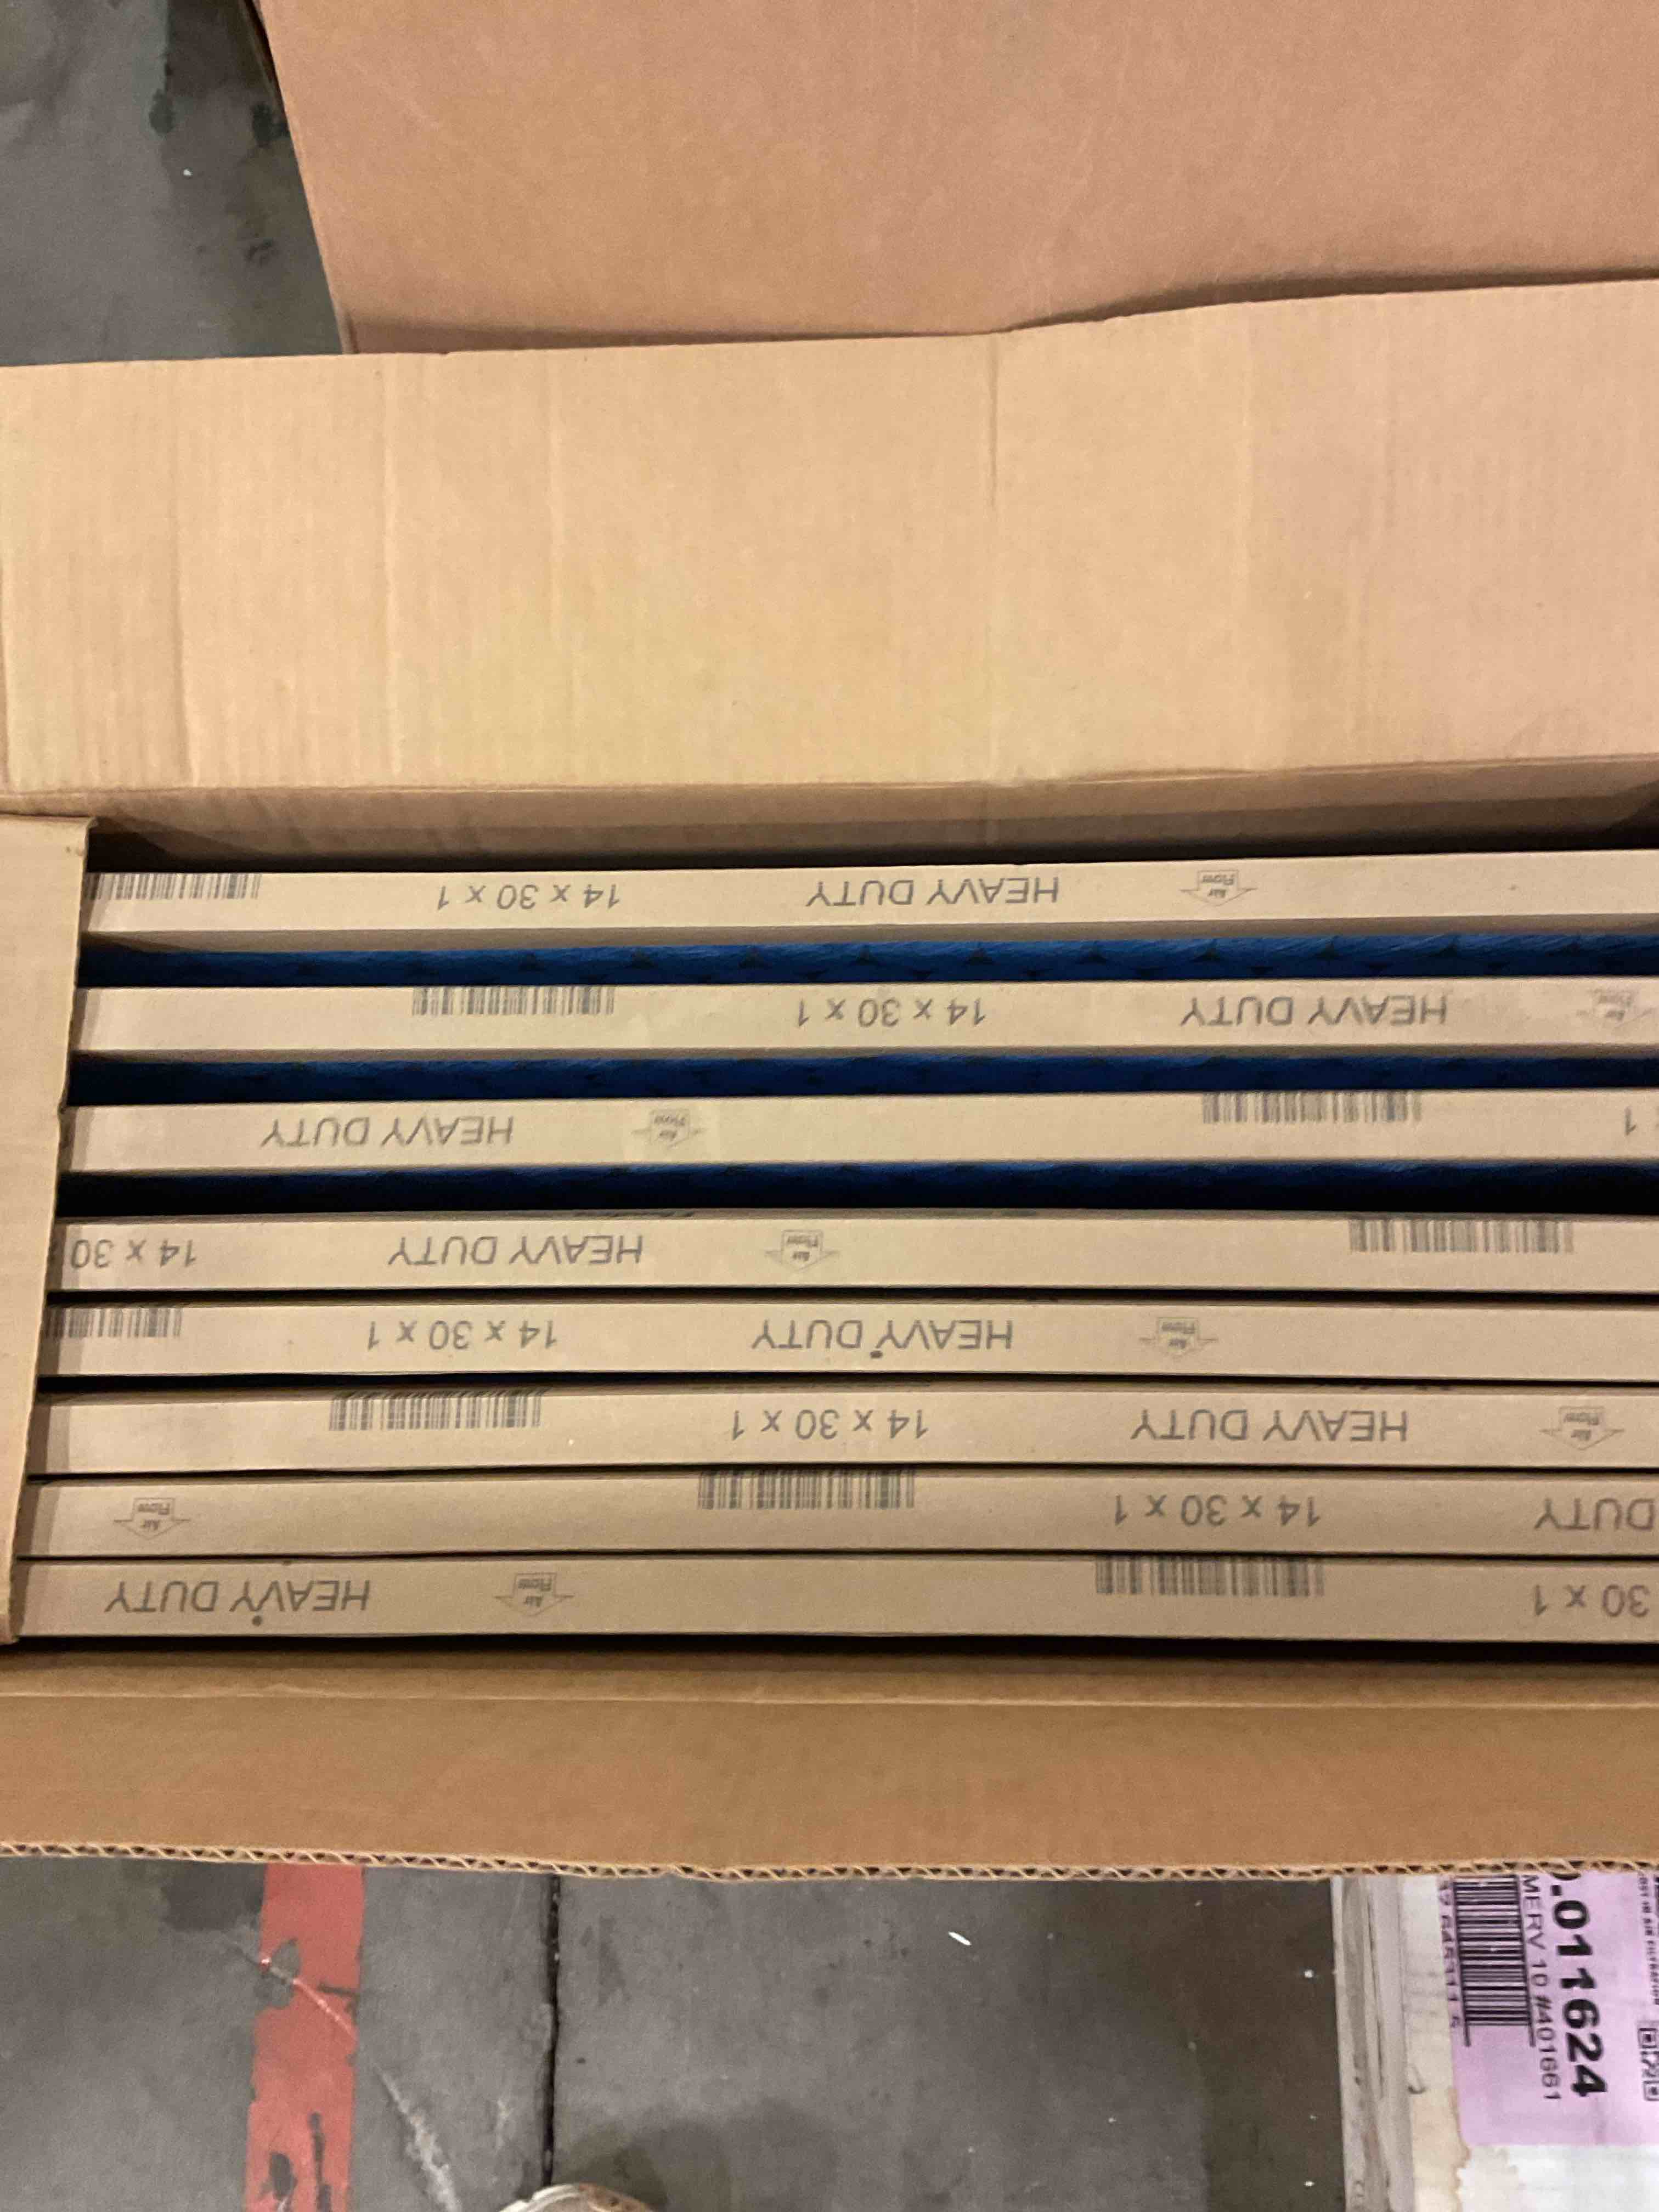 Air Flow HEAVY DUTY 14 x 30 x 1
Air Flow HEAVY DUTY 14 x 30 x 1
x 1 Air Flow HEAVY DUTY
Air Flow HEAVY DUTY 14 x 30
Air Flow HEAVY DUTY 14 x 30 x 1
Air Flow HEAVY DUTY 14 x 30 x 1
DUTY 14 x 30 x 1 Air Flow
30 x 1 Air Flow HEAVY DUTY
.011624
MERV 10 #401661